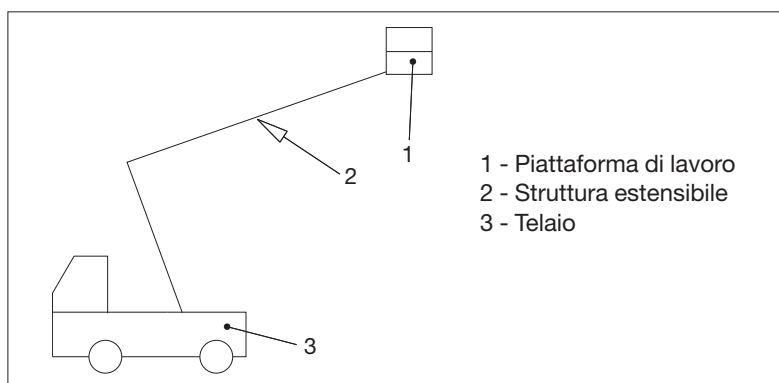 1
2
3
1 - Piattaforma di lavoro
2 - Struttura estensibile
3 - Telaio